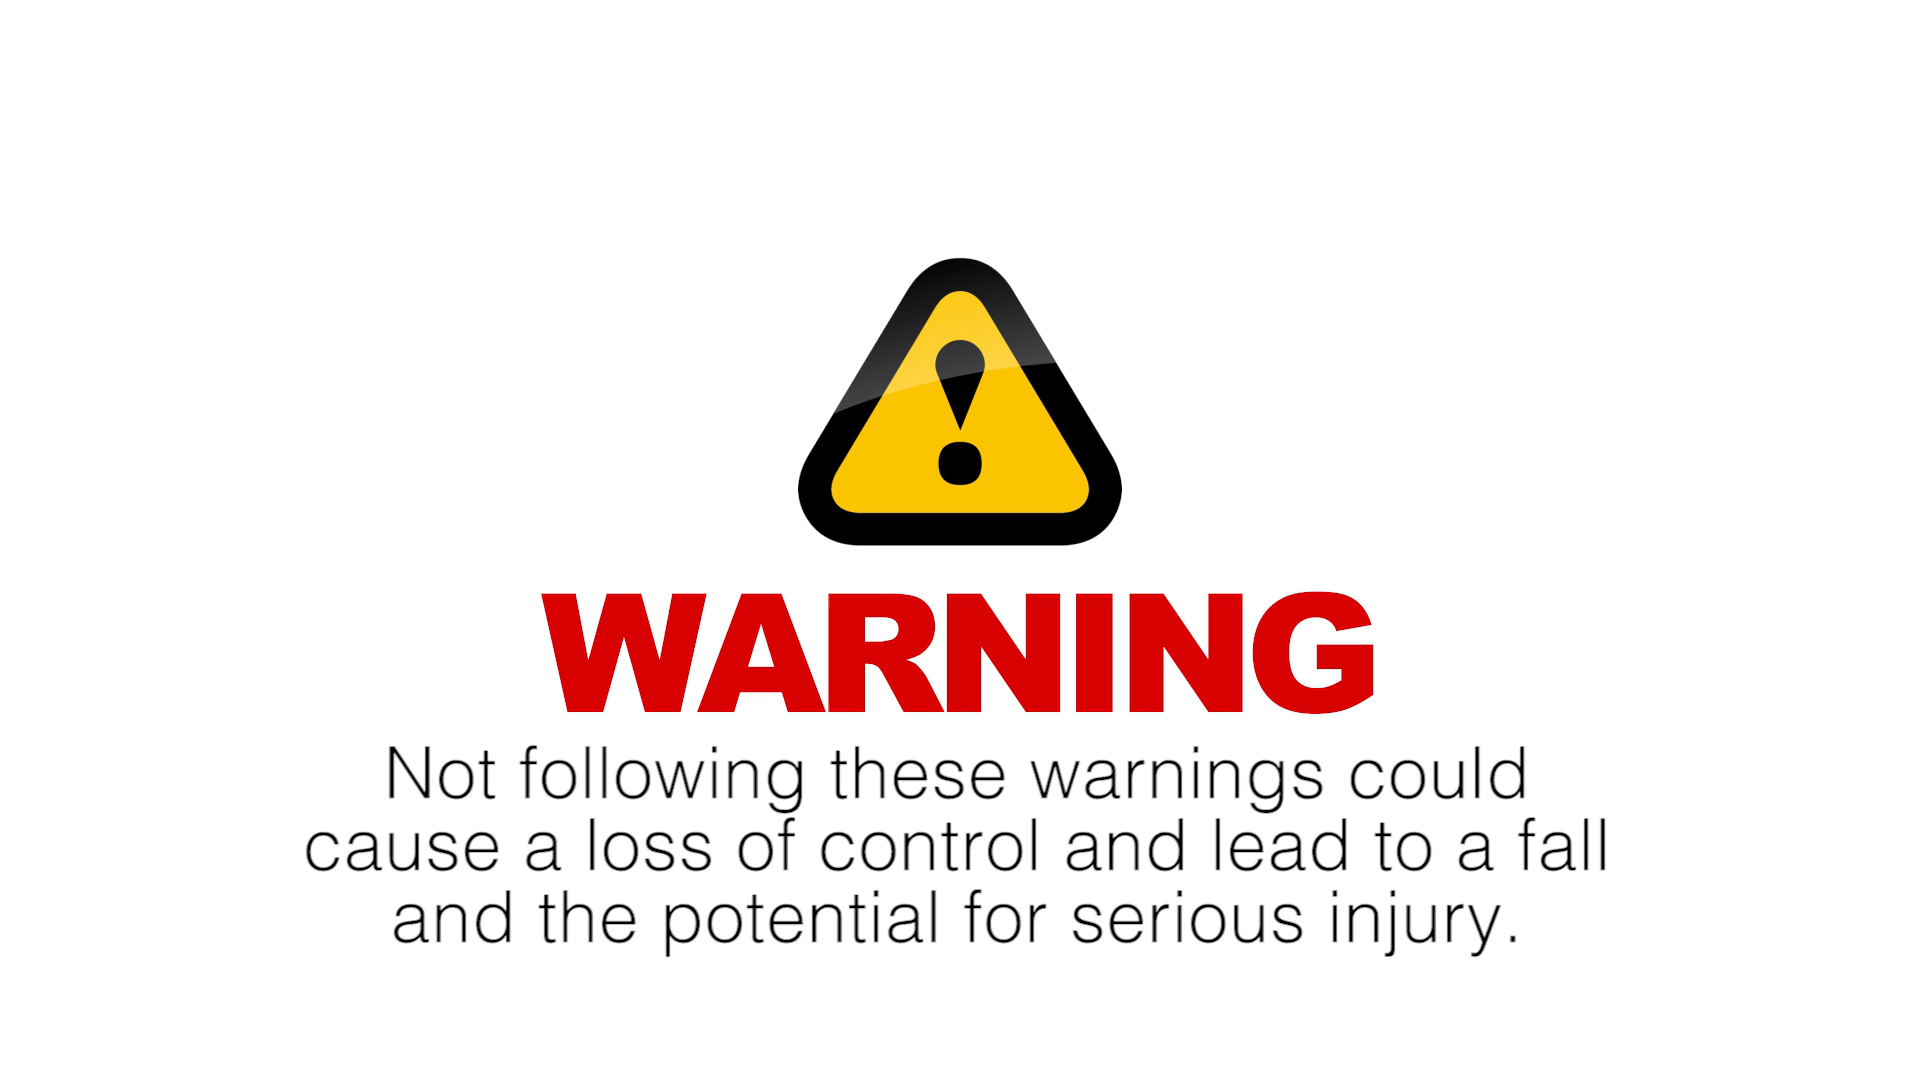 WARNING
Not following these warnings could
cause a loss of control and lead to a fall
and the potential for serious injury.